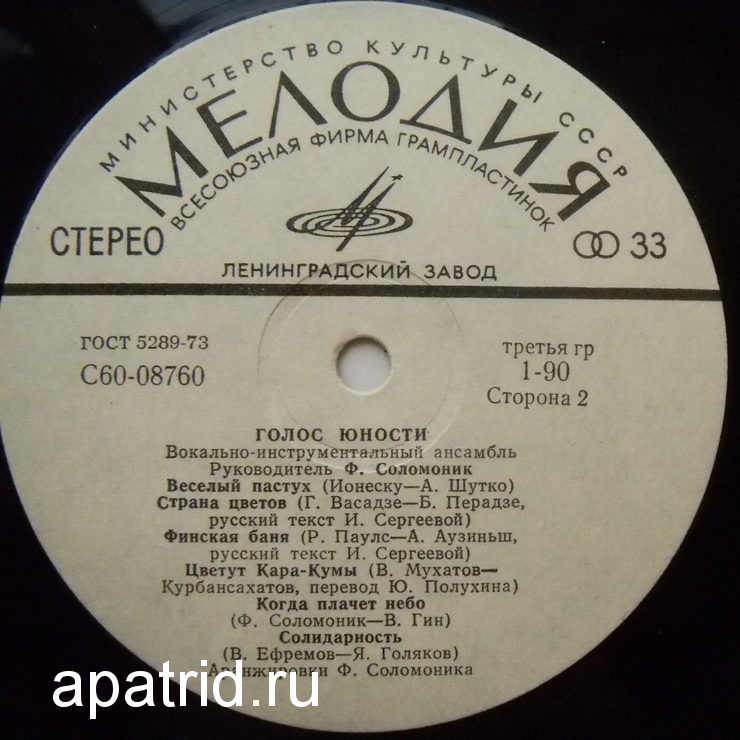 МИНИСТЕРСТВО КУЛЬТУРЫ СССР
МЕЛОДИЯ
ВСЕСОЮЗНАЯ ФИРМА ГРАМПЛАСТИНОК
СТЕРЕО
33
ЛЕНИНГРАДСКИЙ ЗАВОД
ГОСТ 5289-73
С60-08760
третья гр
1-90
Сторона 2
ГОЛОС ЮНОСТИ
Вокально-инструментальный ансамбль
Руководитель Ф. Соломоник
Веселый пастух (Ионеску—А. Шутко)
Страна цветов (Г. Васадзе—Б. Перадзе,
русский текст И. Сергеевой)
Финская баня (Р. Паулс—А. Аузиньш,
русский текст И. Сергеевой)
Цветут Кара-Кумы (В. Мухатов—
Курбансахатов, перевод Ю. Полухина)
Когда плачет небо
(Ф. Соломоник—В. Гин)
Солидарность
(В. Ефремов—Я. Голяков)
Аранжировки Ф. Соломоника
apatrid.ru